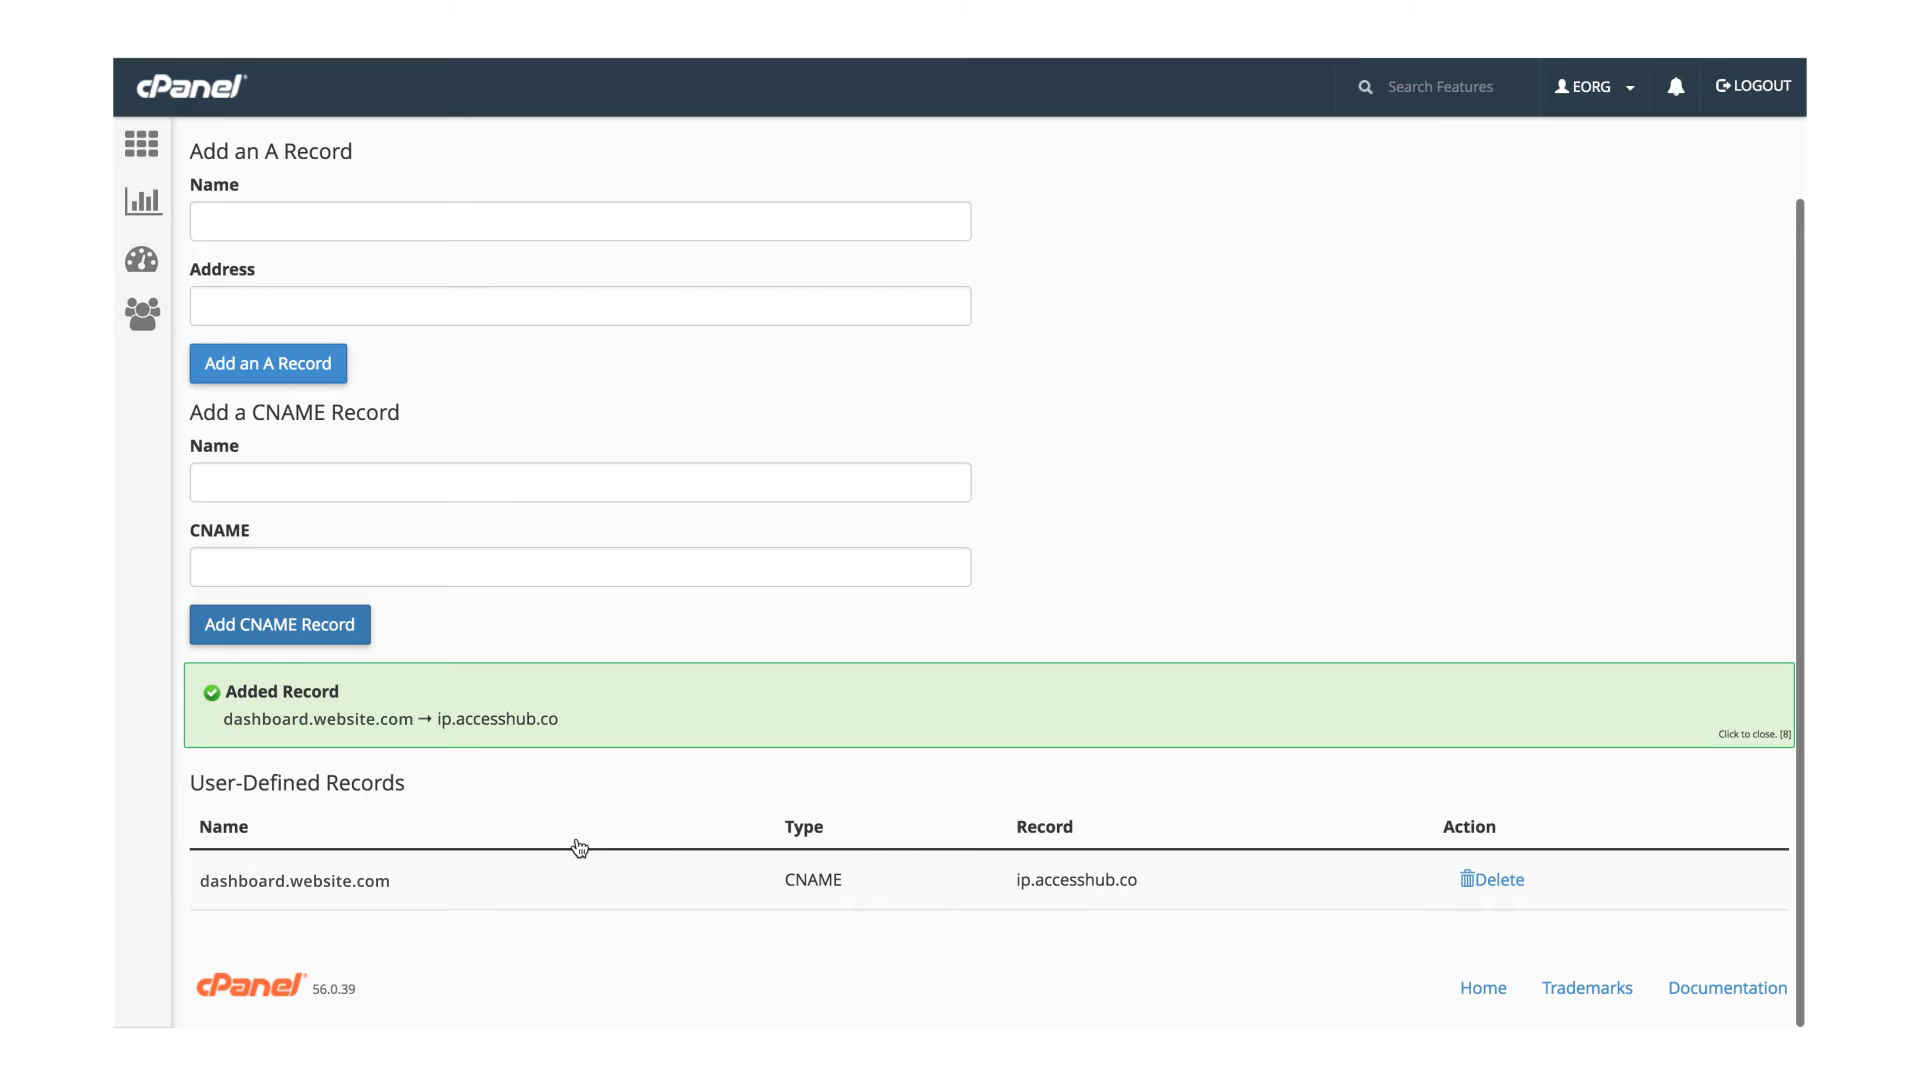 cPanel
Search Features
EORG
LOGOUT
Add an A Record
Name
Address
Add an A Record
Add a CNAME Record
Name
CNAME
Add CNAME Record
Added Record
dashboard.website.com → ip.accesshub.co
Click to close. [8]
User-Defined Records
Name Type Record Action
dashboard.website.com CNAME ip.accesshub.co Delete
cPanel 56.0.39
Home Trademarks Documentation